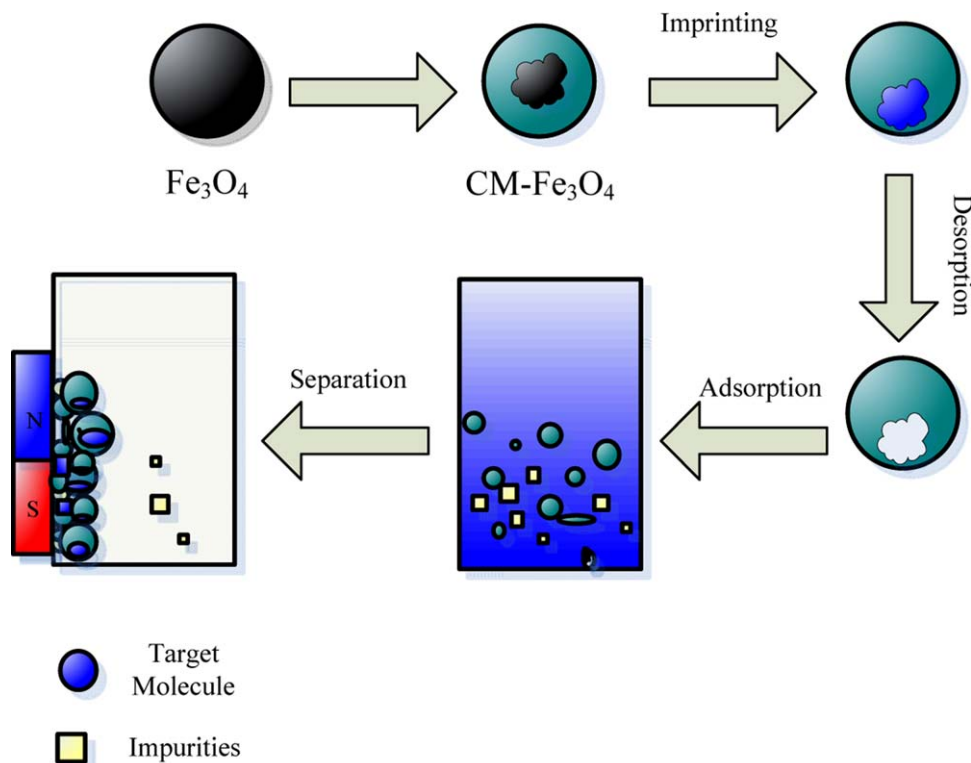 Imprinting
Fe₃O₄
CM-Fe₃O₄
Desorption
Separation
Adsorption
N
S
Target
Molecule
Impurities